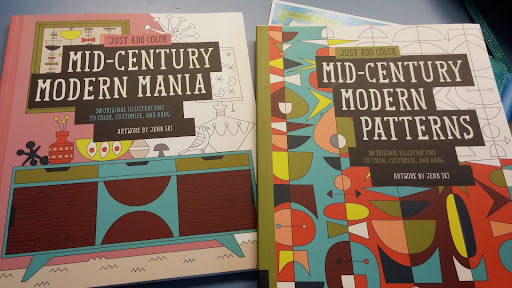 JUST ADD COLOR
MID-CENTURY
MODERN MANIA
30 ORIGINAL ILLUSTRATIONS
TO COLOR, CUSTOMIZE, AND HANG
ARTWORK BY JENN SKI
JUST ADD COLOR
MID-CENTURY
MODERN
PATTERNS
30 ORIGINAL ILLUSTRATIONS
TO COLOR, CUSTOMIZE, AND HANG
ARTWORK BY JENN SKI